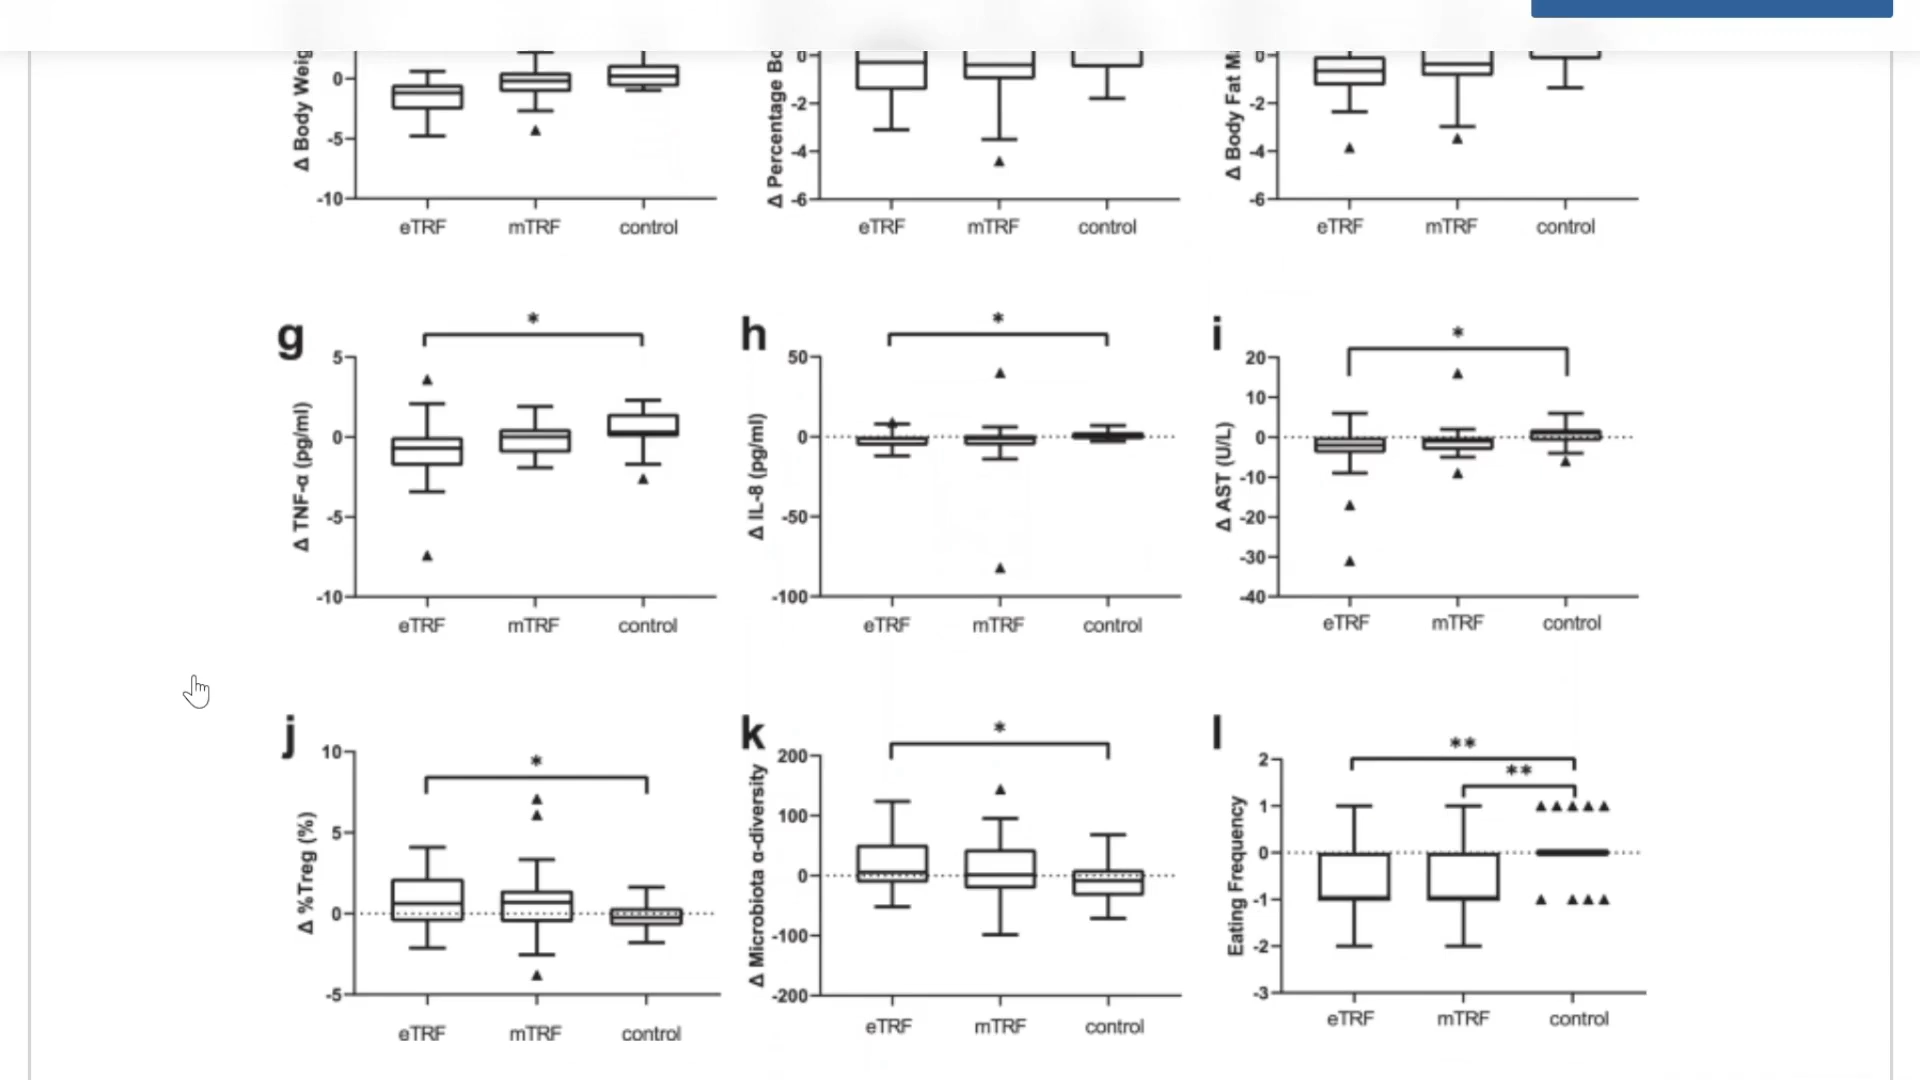 Δ Body Weig
0
-5
-10
eTRF mTRF control
Δ Percentage Bo
0
-2
-4
-6
eTRF mTRF control
Δ Body Fat M
0
-2
-4
-6
eTRF mTRF control
g
*
Δ TNF-α (pg/ml)
5
0
-5
-10
eTRF mTRF control
h
*
Δ IL-8 (pg/ml)
50
0
-50
-100
eTRF mTRF control
i
*
Δ AST (U/L)
20
10
0
-10
-20
-30
-40
eTRF mTRF control
j
*
Δ %Treg (%)
10
5
0
-5
eTRF mTRF control
k
*
Δ Microbiota α-diversity
200
100
0
-100
-200
eTRF mTRF control
l
**
**
Eating Frequency
2
1
0
-1
-2
-3
eTRF mTRF control